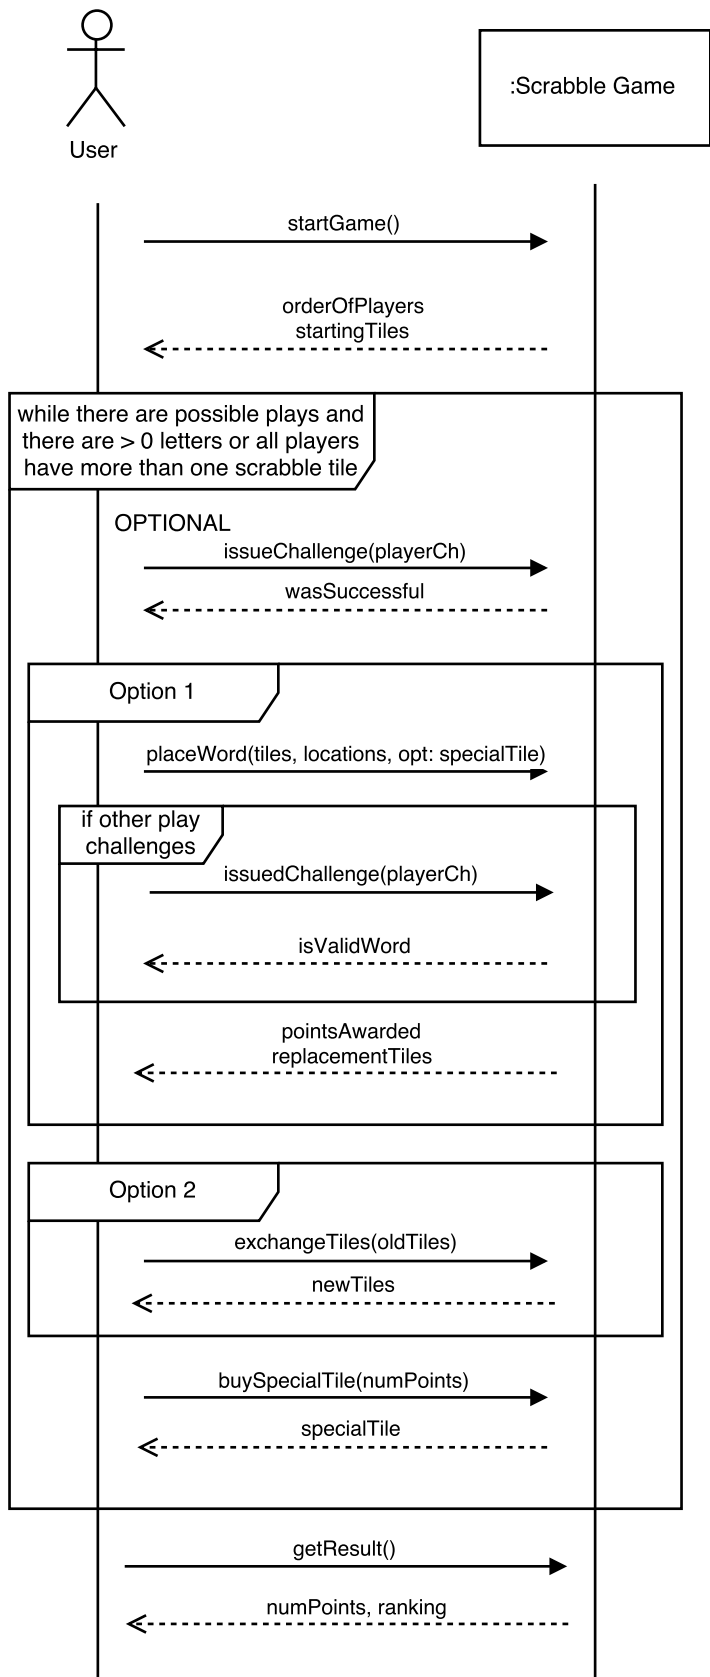 User
:Scrabble Game
startGame()
orderOfPlayers
startingTiles
while there are possible plays and
there are > 0 letters or all players
have more than one scrabble tile
OPTIONAL
issueChallenge(playerCh)
wasSuccessful
Option 1
placeWord(tiles, locations, opt: specialTile)
if other play
challenges
issuedChallenge(playerCh)
isValidWord
pointsAwarded
replacementTiles
Option 2
exchangeTiles(oldTiles)
newTiles
buySpecialTile(numPoints)
specialTile
getResult()
numPoints, ranking